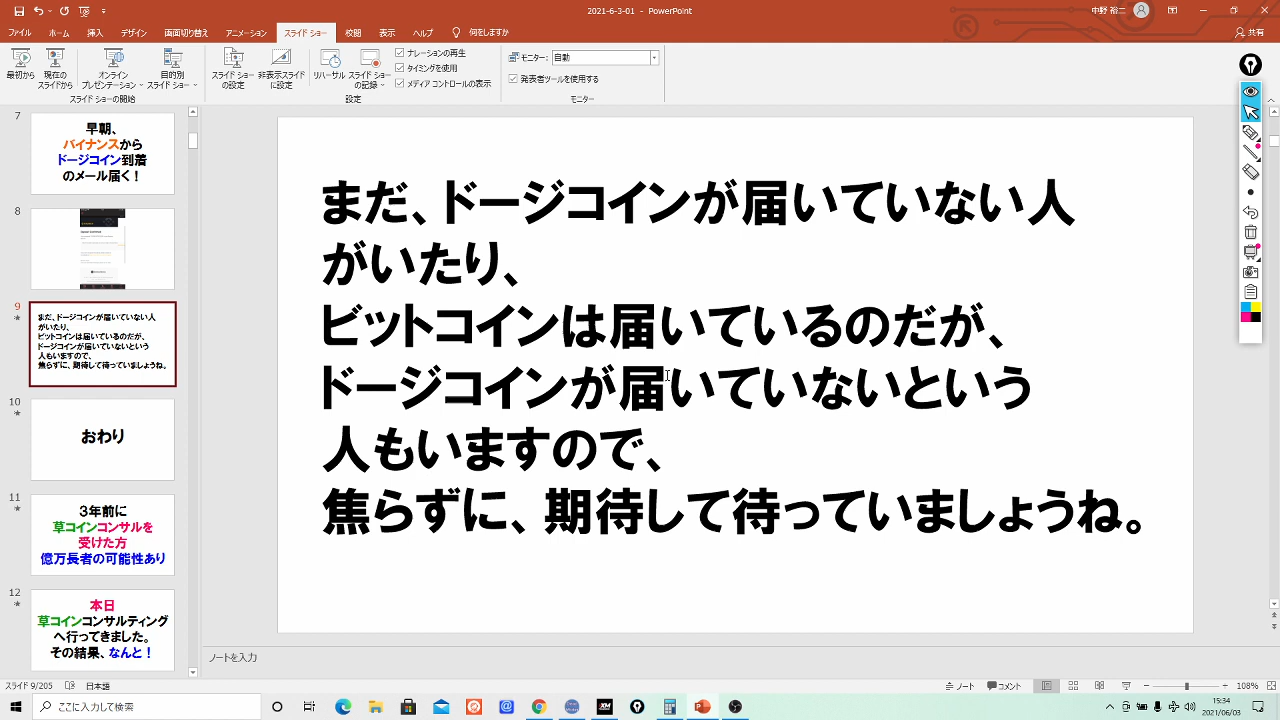 2021-6-3-01 - PowerPoint
中野 裕二
ファイル ホーム 挿入 デザイン 画面切り替え アニメーション スライド ショー 校閲 表示 ヘルプ 何をしますか
共有
最初から
現在の
スライドから
オンライン
プレゼンテーション
目的別
スライド ショー
スライド ショーの開始
スライド ショー
の設定
非表示スライド
に設定
リハーサル
スライド ショー
の記録
ナレーションの再生
タイミングを使用
メディア コントロールの表示
設定
モニター: 自動
発表者ツールを使用する
モニター
7
早朝、
バイナンスから
ドージコイン到着
のメール届く！
8
9
まだ、ドージコインが届いていない人
がいたり、
ビットコインは届いているのだが、
ドージコインが届いていないという
人もいますので、
焦らずに、期待して待っていましょうね。
10
おわり
11
３年前に
草コインコンサルを
受けた方
億万長者の可能性あり
12
本日
草コインコンサルティング
へ行ってきました。
その結果、なんと！
まだ、ドージコインが届いていない人
がいたり、
ビットコインは届いているのだが、
ドージコインが届いていないという
人もいますので、
焦らずに、期待して待っていましょうね。
ノートを入力
スライド 9/205 日本語
ノート コメント 108%
ここに入力して検索
XM
15:34
2021/06/03